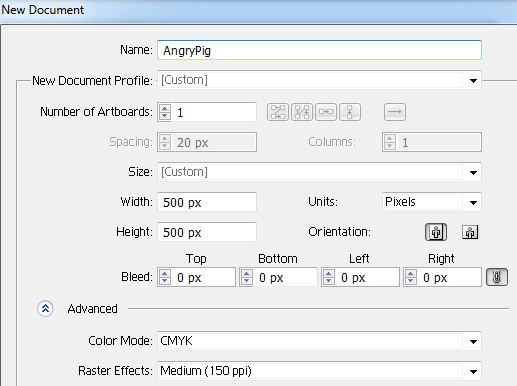 New Document
Name: AngryPig
New Document Profile: [Custom]
Number of Artboards: 1
Spacing: 20 px Columns: 1
Size: [Custom]
Width: 500 px Units: Pixels
Height: 500 px Orientation:
Top Bottom Left Right
Bleed: 0 px 0 px 0 px 0 px
Advanced
Color Mode: CMYK
Raster Effects: Medium (150 ppi)